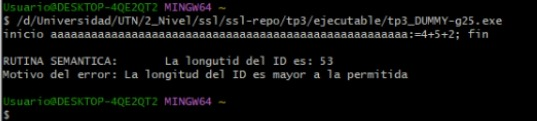 Usuario@DESKTOP-4QE2QT2 MINGW64 ~
$ /d/Universidad/UTN/2_Nivel/ssl/ssl-repo/tp3/ejecutable/tp3_DUMMY-g25.exe
inicio aaaaaaaaaaaaaaaaaaaaaaaaaaaaaaaaaaaaaaaaaaaaaaaaaaaaa:=4+5+2; fin
RUTINA SEMANTICA: La longutid del ID es: 53
Motivo del error: La longitud del ID es mayor a la permitida
Usuario@DESKTOP-4QE2QT2 MINGW64 ~
$